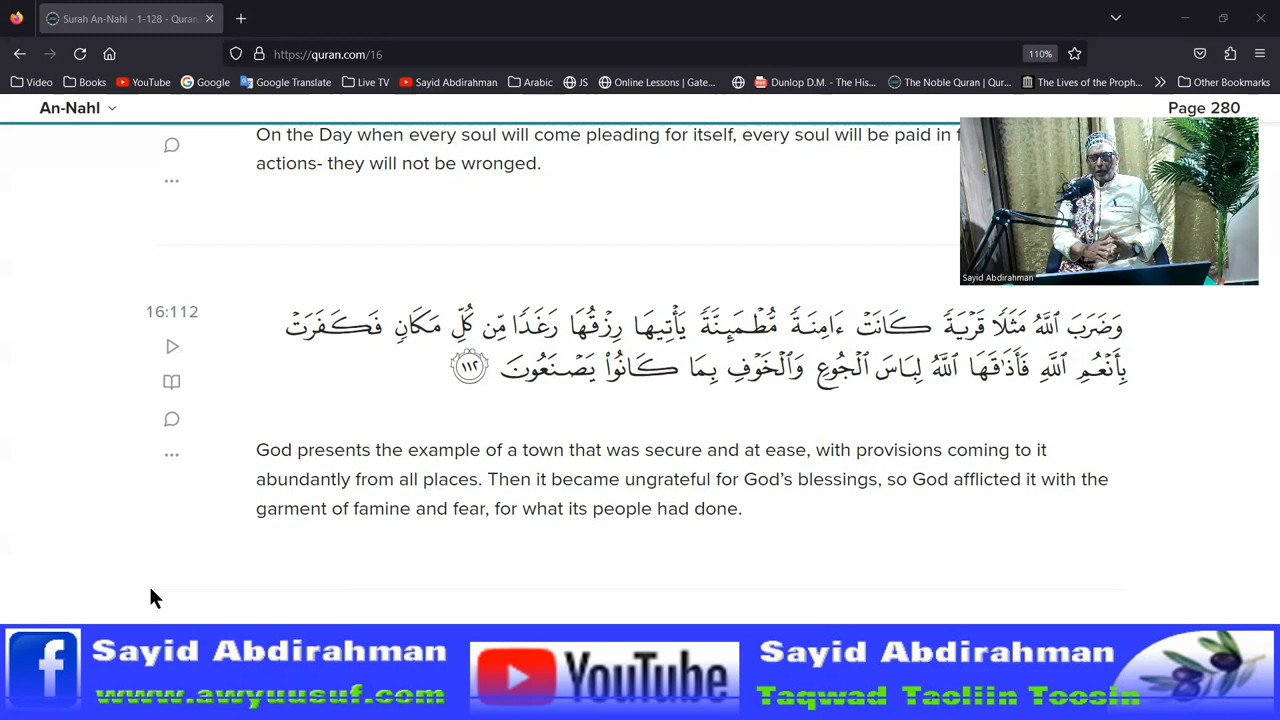 Surah An-Nahl - 1-128 - Quran
https://quran.com/16
110%
Video Books YouTube Google Google Translate Live TV Sayid Abdirahman Arabic JS Online Lessons | Gate... Dunlop D.M. - The His... The Noble Quran | Qur... The Lives of the Proph... Other Bookmarks
An-Nahl
Page 280
On the Day when every soul will come pleading for itself, every soul will be paid in
actions- they will not be wronged.
Sayid Abdirahman
16:112
وَضَرَبَ ٱللَّهُ مَثَلًا قَرْيَةً كَانَتْ ءَامِنَةً مُّطْمَئِنَّةً يَأْتِيهَا رِزْقُهَا رَغَدًا مِّن كُلِّ مَكَانٍ فَكَفَرَتْ
بِأَنْعُمِ ٱللَّهِ فَأَذَٰقَهَا ٱللَّهُ لِبَاسَ ٱلْجُوعِ وَٱلْخَوْفِ بِمَا كَانُوا۟ يَصْنَعُونَ ١١٢
God presents the example of a town that was secure and at ease, with provisions coming to it
abundantly from all places. Then it became ungrateful for God’s blessings, so God afflicted it with the
garment of famine and fear, for what its people had done.
Sayid Abdirahman
www.awyuusuf.com
YouTube
Sayid Abdirahman
Taqwad Taoliin Toosin